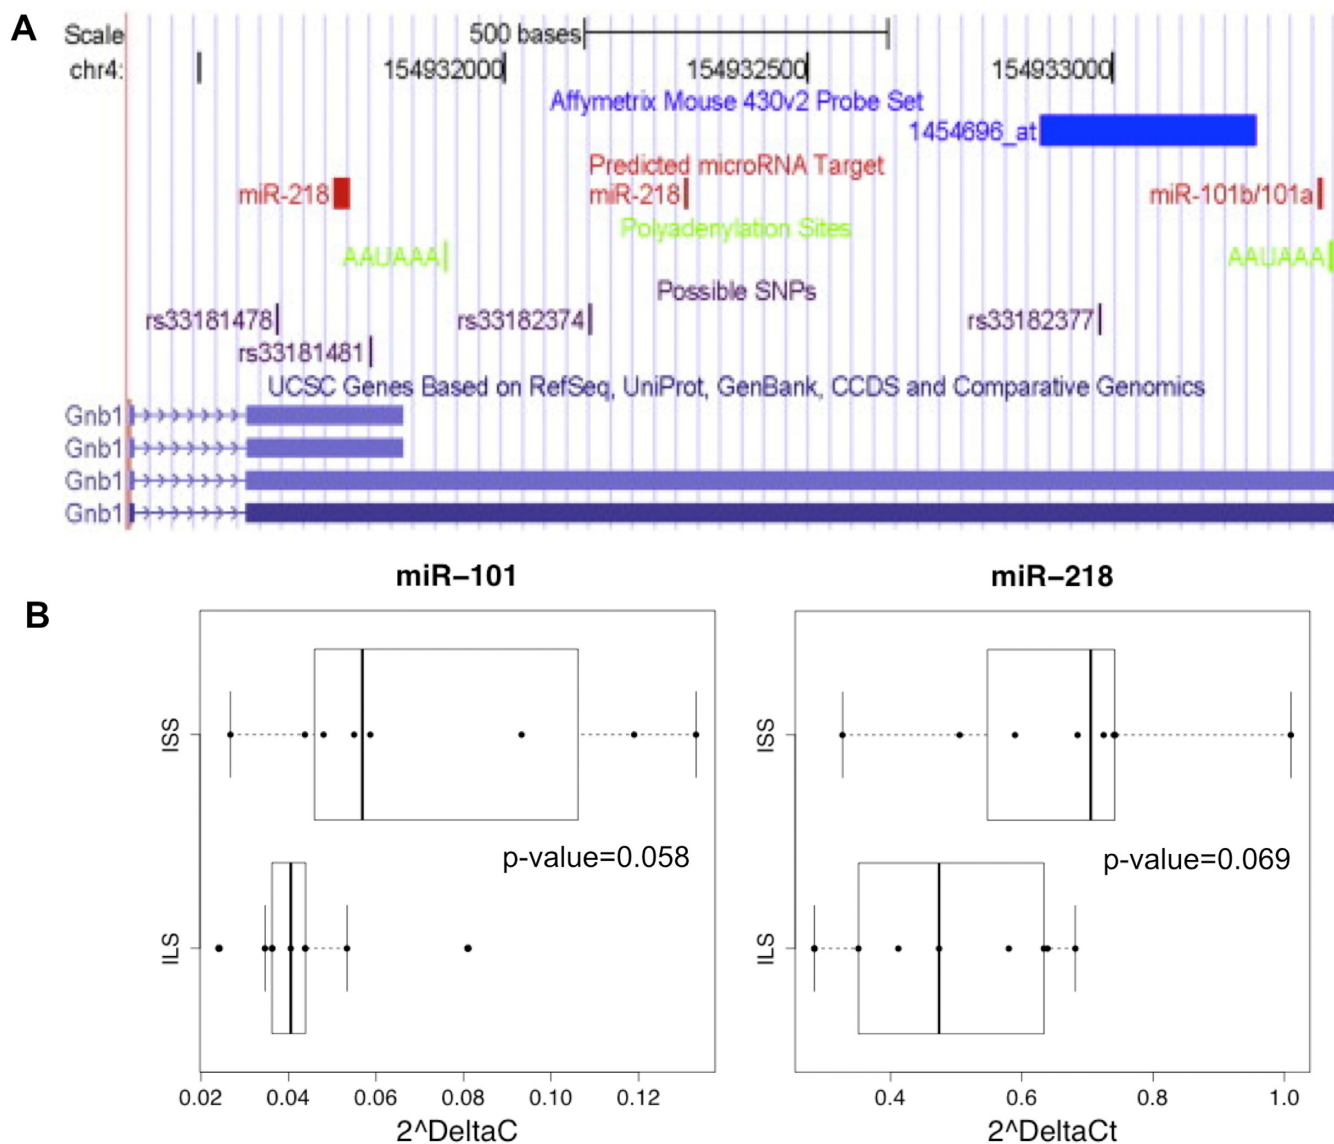 A
Scale 500 bases
chr4: 154932000 154932500 154933000
Affymetrix Mouse 430v2 Probe Set
1454696_at
Predicted microRNA Target
miR-218 miR-218 miR-101b/101a
Polyadenylation Sites
AAUAAA AAUAAA
Possible SNPs
rs33181478 rs33182374 rs33182377
rs33181481
UCSC Genes Based on RefSeq, UniProt, GenBank, CCDS and Comparative Genomics
Gnb1
Gnb1
Gnb1
Gnb1
B
miR−101
ISS
ILS
p-value=0.058
0.02 0.04 0.06 0.08 0.10 0.12
2^DeltaC
miR−218
ISS
ILS
p-value=0.069
0.4 0.6 0.8 1.0
2^DeltaCt